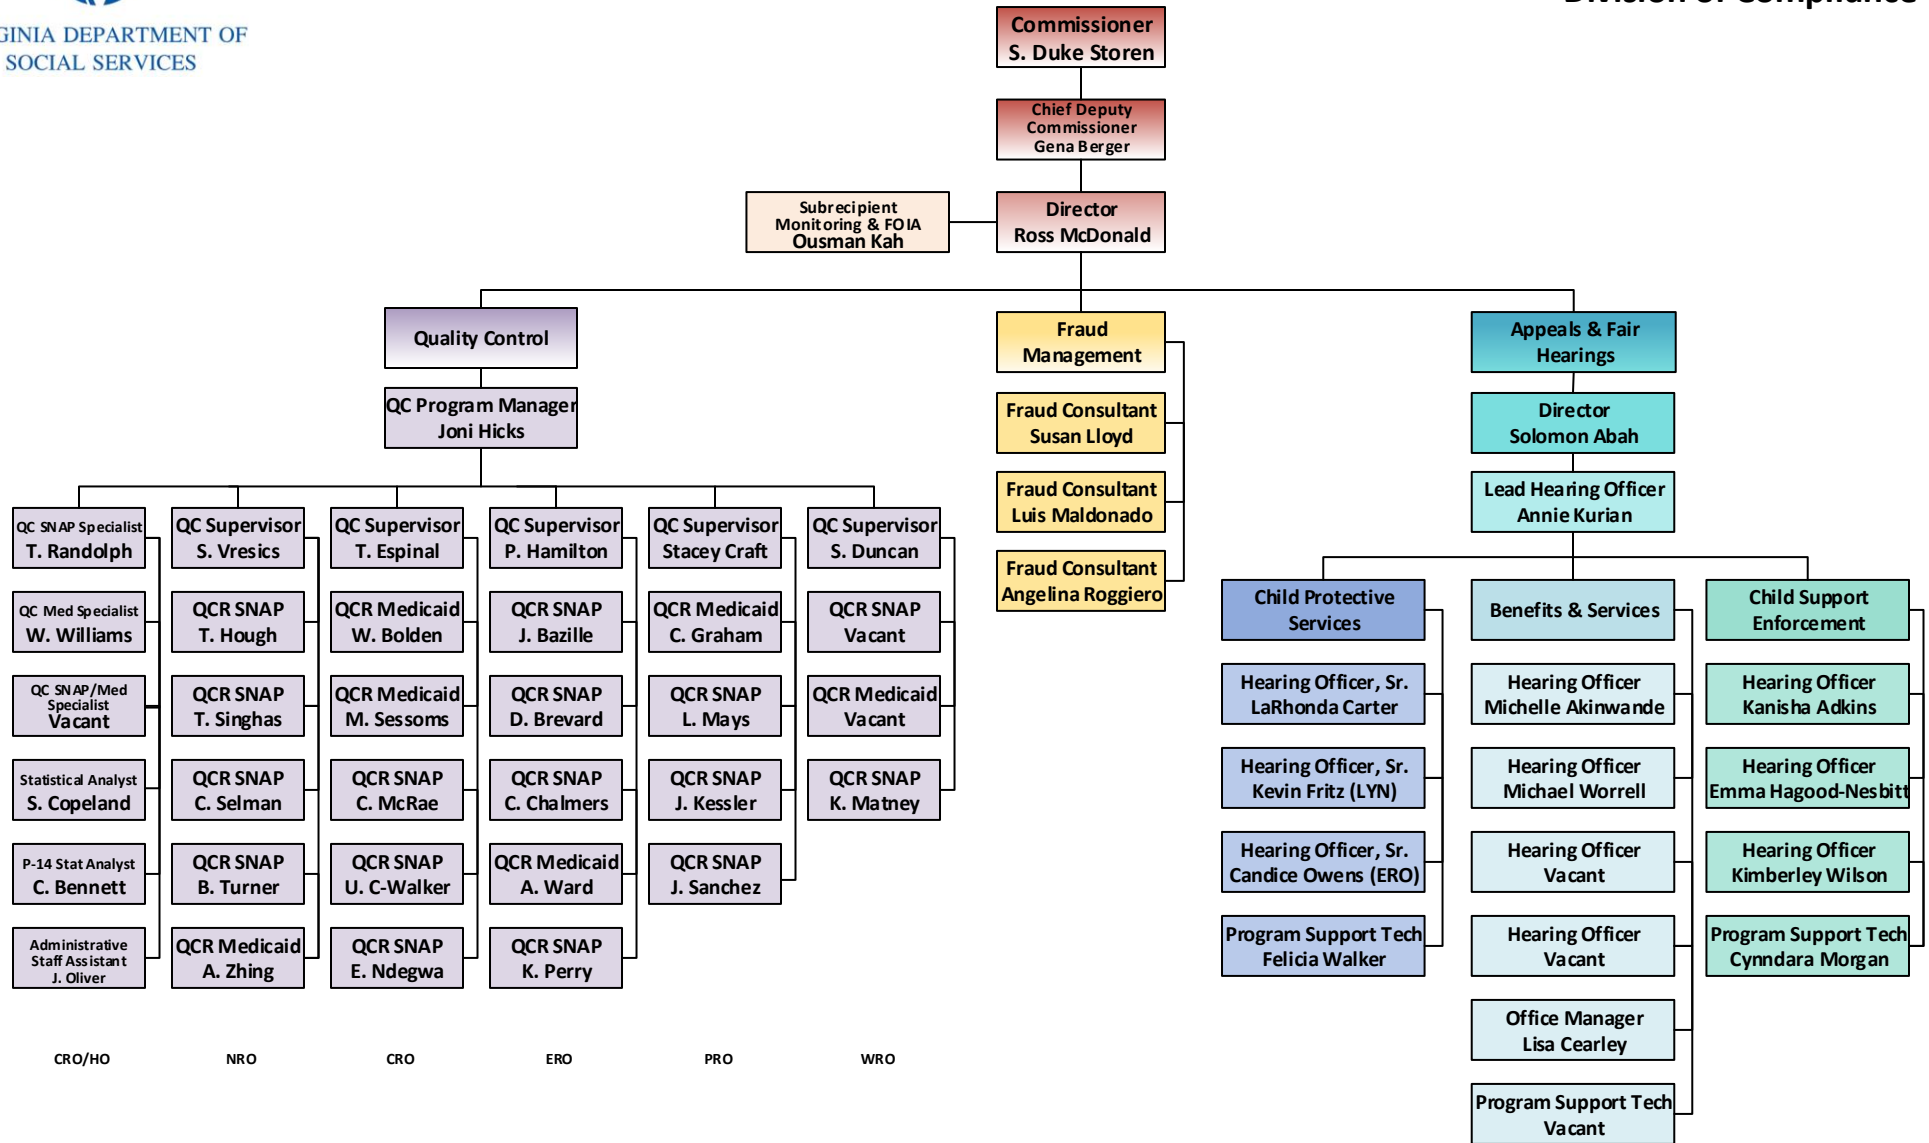 GINIA DEPARTMENT OF
SOCIAL SERVICES
Division of Compliance
Commissioner
S. Duke Storen
Chief Deputy
Commissioner
Gena Berger
Subrecipient
Monitoring & FOIA
Ousman Kah
Director
Ross McDonald
Quality Control
QC Program Manager
Joni Hicks
QC SNAP Specialist
T. Randolph
QC Med Specialist
W. Williams
QC SNAP/Med
Specialist
Vacant
Statistical Analyst
S. Copeland
P-14 Stat Analyst
C. Bennett
Administrative
Staff Assistant
J. Oliver
CRO/HO
QC Supervisor
S. Vresics
QCR SNAP
T. Hough
QCR SNAP
T. Singhas
QCR SNAP
C. Selman
QCR SNAP
B. Turner
QCR Medicaid
A. Zhing
NRO
QC Supervisor
T. Espinal
QCR Medicaid
W. Bolden
QCR Medicaid
M. Sessoms
QCR SNAP
C. McRae
QCR SNAP
U. C-Walker
QCR SNAP
E. Ndegwa
CRO
QC Supervisor
P. Hamilton
QCR SNAP
J. Bazille
QCR SNAP
D. Brevard
QCR SNAP
C. Chalmers
QCR Medicaid
A. Ward
QCR SNAP
K. Perry
ERO
QC Supervisor
Stacey Craft
QCR Medicaid
C. Graham
QCR SNAP
L. Mays
QCR SNAP
J. Kessler
QCR SNAP
J. Sanchez
PRO
QC Supervisor
S. Duncan
QCR SNAP
Vacant
QCR Medicaid
Vacant
QCR SNAP
K. Matney
WRO
Fraud
Management
Fraud Consultant
Susan Lloyd
Fraud Consultant
Luis Maldonado
Fraud Consultant
Angelina Roggiero
Appeals & Fair
Hearings
Director
Solomon Abah
Lead Hearing Officer
Annie Kurian
Child Protective
Services
Hearing Officer, Sr.
LaRhonda Carter
Hearing Officer, Sr.
Kevin Fritz (LYN)
Hearing Officer, Sr.
Candice Owens (ERO)
Program Support Tech
Felicia Walker
Benefits & Services
Hearing Officer
Michelle Akinwande
Hearing Officer
Michael Worrell
Hearing Officer
Vacant
Hearing Officer
Vacant
Office Manager
Lisa Cearley
Program Support Tech
Vacant
Child Support
Enforcement
Hearing Officer
Kanisha Adkins
Hearing Officer
Emma Hagood-Nesbitt
Hearing Officer
Kimberley Wilson
Program Support Tech
Cynndara Morgan